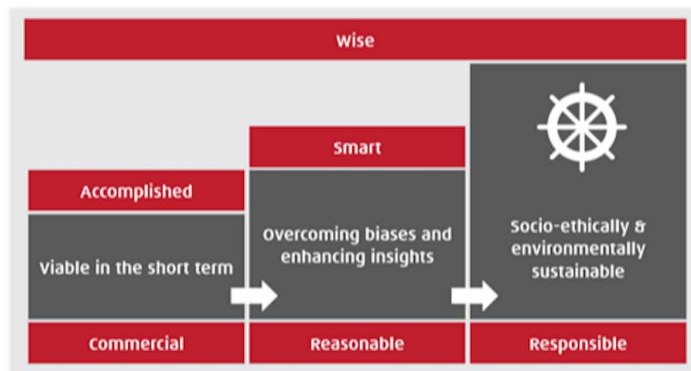 Wise
Smart
Accomplished
Viable in the short term
Overcoming biases and
enhancing insights
Socio-ethically &
environmentally
sustainable
Commercial
Reasonable
Responsible